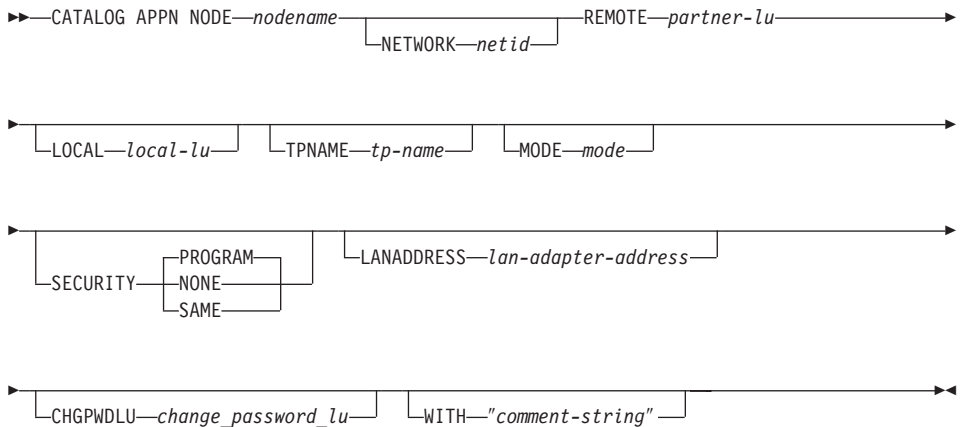 CATALOG APPN NODE nodename REMOTE partner-lu
NETWORK netid
LOCAL local-lu TPNAME tp-name MODE mode
PROGRAM
SECURITY NONE LANADDRESS lan-adapter-address
SAME
CHGPWDLU change_password_lu WITH "comment-string"